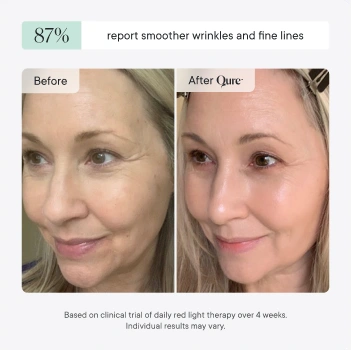 87% report smoother wrinkles and fine lines
Before
After Qure
Based on clinical trial of daily red light therapy over 4 weeks.
Individual results may vary.